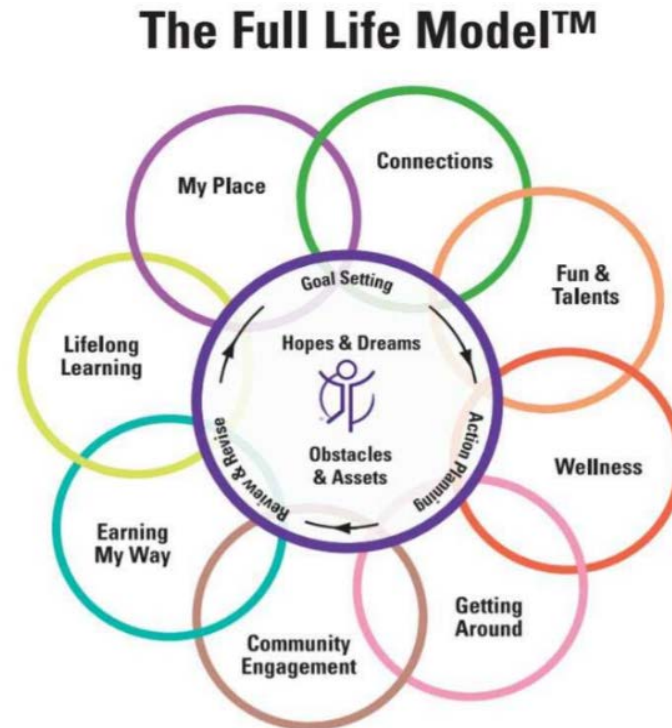 The Full Life Model™
My Place
Connections
Fun &
Talents
Wellness
Getting
Around
Community
Engagement
Earning
My Way
Lifelong
Learning
Goal Setting
Action Planning
Review & Revise
Hopes & Dreams
Obstacles
& Assets